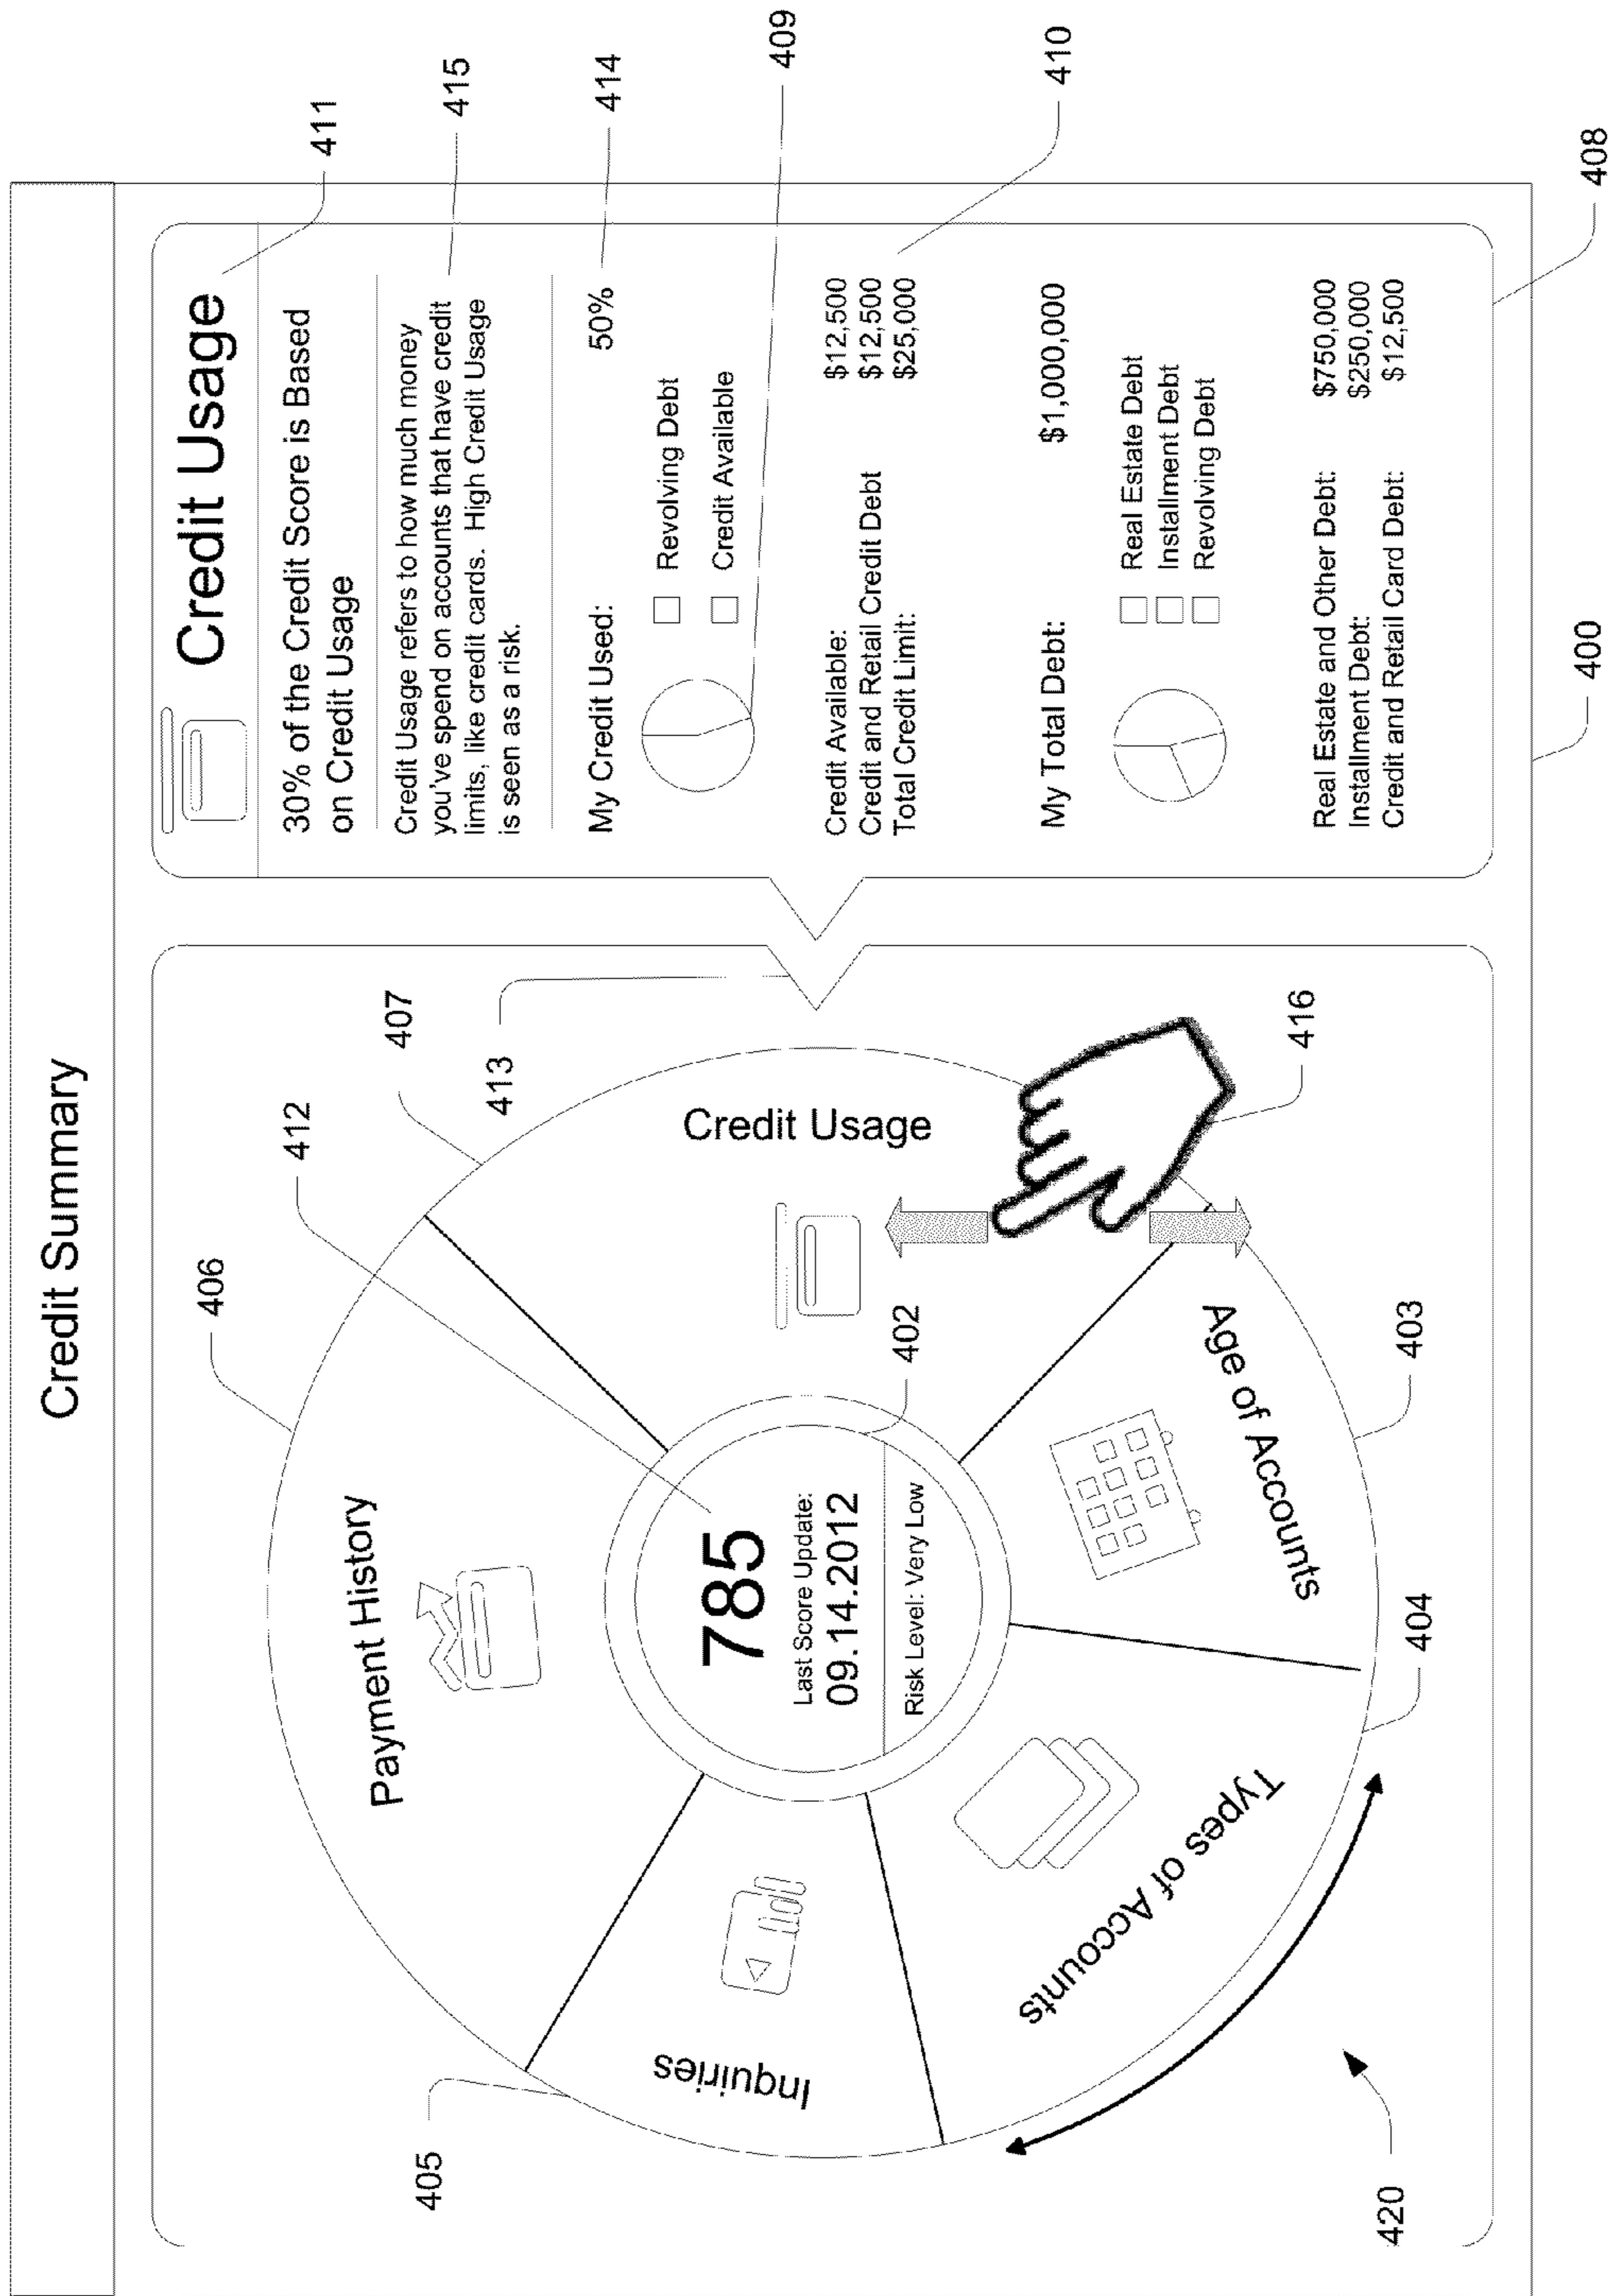 Credit Summary
406
412
407
413
Payment History
Credit Usage
785
Last Score Update:
09.14.2012
Risk Level: Very Low
402
416
405
Inquiries
Types of Accounts
Age of Accounts
404
403
420
Credit Usage
411
30% of the Credit Score is Based
on Credit Usage
Credit Usage refers to how much money
you've spend on accounts that have credit
limits, like credit cards.  High Credit Usage
is seen as a risk.
415
My Credit Used: 50%
414
Revolving Debt
Credit Available
409
Credit Available: $12,500
Credit and Retail Credit Debt $12,500
Total Credit Limit: $25,000
410
My Total Debt: $1,000,000
Real Estate Debt
Installment Debt
Revolving Debt
Real Estate and Other Debt: $750,000
Installment Debt: $250,000
Credit and Retail Card Debt: $12,500
408
400